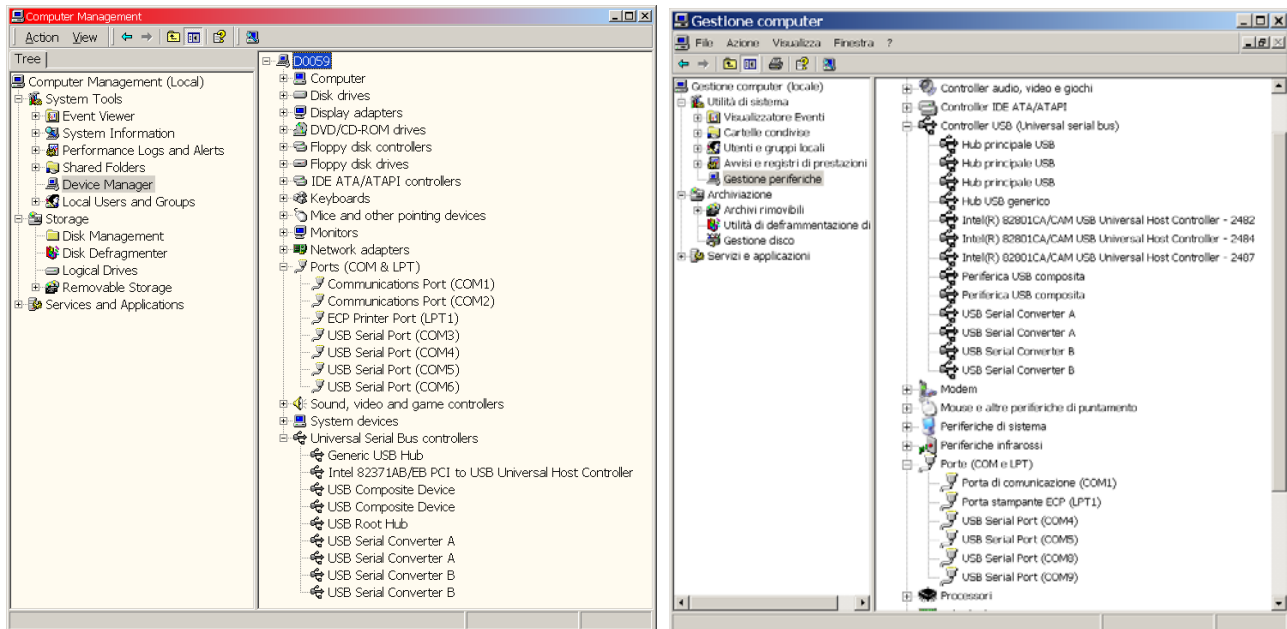 Computer Management
Action View
Tree
Computer Management (Local)
System Tools
Event Viewer
System Information
Performance Logs and Alerts
Shared Folders
Device Manager
Local Users and Groups
Storage
Disk Management
Disk Defragmenter
Logical Drives
Removable Storage
Services and Applications
D0059
Computer
Disk drives
Display adapters
DVD/CD-ROM drives
Floppy disk controllers
Floppy disk drives
IDE ATA/ATAPI controllers
Keyboards
Mice and other pointing devices
Monitors
Network adapters
Ports (COM & LPT)
Communications Port (COM1)
Communications Port (COM2)
ECP Printer Port (LPT1)
USB Serial Port (COM3)
USB Serial Port (COM4)
USB Serial Port (COM5)
USB Serial Port (COM6)
Sound, video and game controllers
System devices
Universal Serial Bus controllers
Generic USB Hub
Intel 82371AB/EB PCI to USB Universal Host Controller
USB Composite Device
USB Composite Device
USB Root Hub
USB Serial Converter A
USB Serial Converter A
USB Serial Converter B
USB Serial Converter B
Gestione computer
File Azione Visualizza Finestra ?
Gestione computer (locale)
Utilità di sistema
Visualizzatore Eventi
Cartelle condivise
Utenti e gruppi locali
Avvisi e registri di prestazioni
Gestione periferiche
Archiviazione
Archivi rimovibili
Utilità di deframmentazione di
Gestione disco
Servizi e applicazioni
Controller audio, video e giochi
Controller IDE ATA/ATAPI
Controller USB (Universal serial bus)
Hub principale USB
Hub principale USB
Hub principale USB
Hub USB generico
Intel(R) 82801CA/CAM USB Universal Host Controller - 2482
Intel(R) 82801CA/CAM USB Universal Host Controller - 2484
Intel(R) 82801CA/CAM USB Universal Host Controller - 2487
Periferica USB composita
Periferica USB composita
USB Serial Converter A
USB Serial Converter A
USB Serial Converter B
USB Serial Converter B
Modem
Mouse e altre periferiche di puntamento
Periferiche di sistema
Periferiche infrarossi
Porte (COM e LPT)
Porta di comunicazione (COM1)
Porta stampante ECP (LPT1)
USB Serial Port (COM4)
USB Serial Port (COM5)
USB Serial Port (COM8)
USB Serial Port (COM9)
Processori